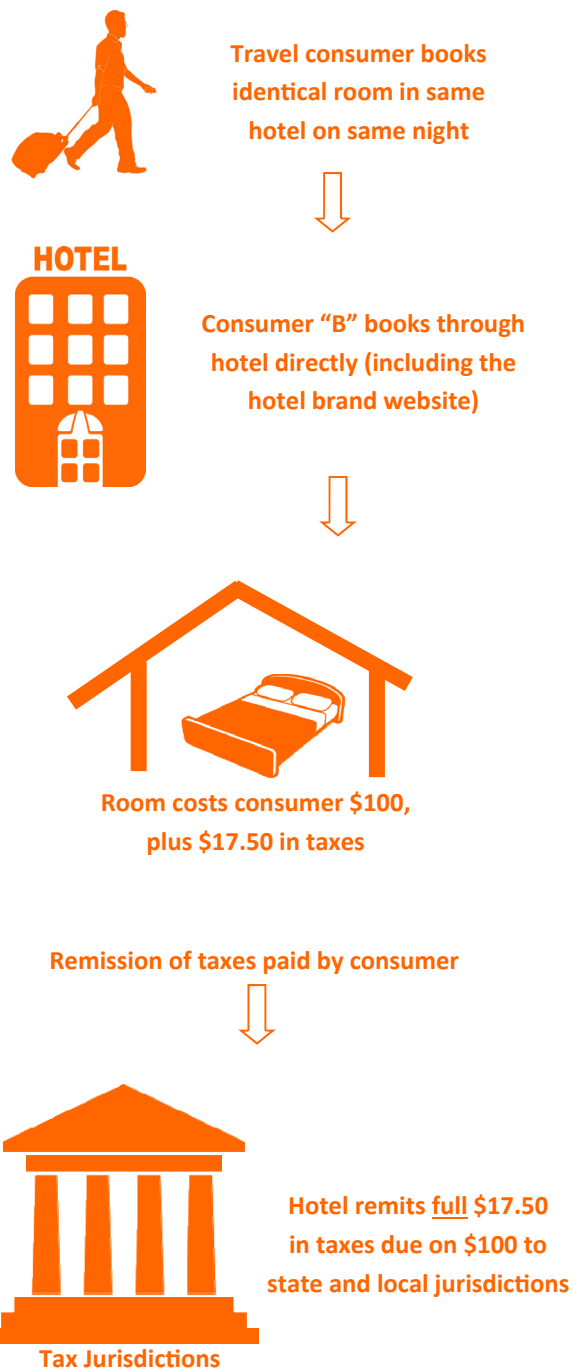 Travel consumer books
identical room in same
hotel on same night
HOTEL
Consumer “B” books through
hotel directly (including the
hotel brand website)
Room costs consumer $100,
plus $17.50 in taxes
Remission of taxes paid by consumer
Hotel remits full $17.50
in taxes due on $100 to
state and local jurisdictions
Tax Jurisdictions